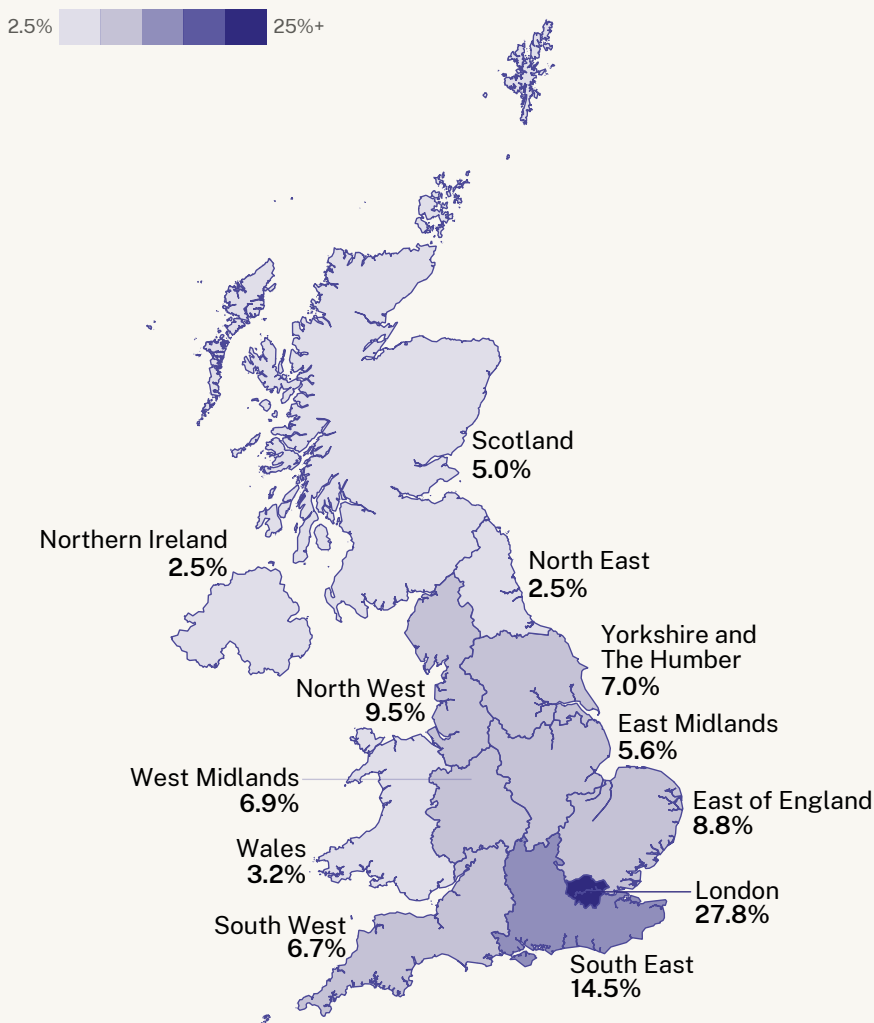 2.5% 25%+
Scotland
5.0%
Northern Ireland
2.5%
North East
2.5%
Yorkshire and
The Humber
7.0%
North West
9.5%
East Midlands
5.6%
West Midlands
6.9%
East of England
8.8%
Wales
3.2%
London
27.8%
South West
6.7%
South East
14.5%